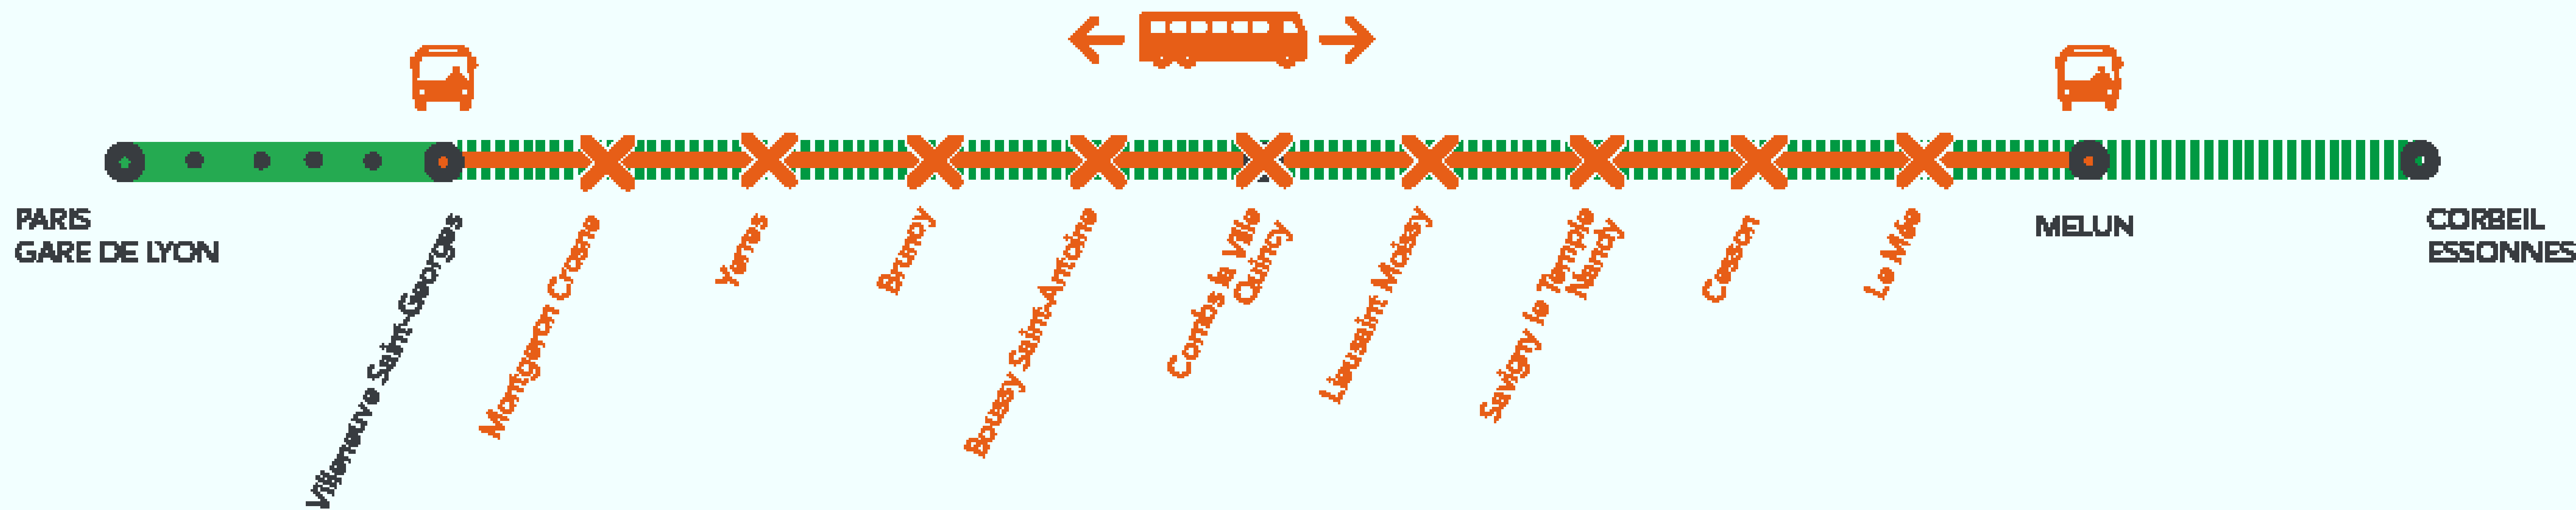 PARIS
GARE DE LYON
Villeneuve Saint-Georges
Montgeron Crosne
Yerres
Brunoy
Boussy Saint-Antoine
Combs la Ville
Quincy
Lieusaint Moissy
Savigny le Temple
Nandy
Cesson
Le Mée
MELUN
CORBEIL
ESSONNES